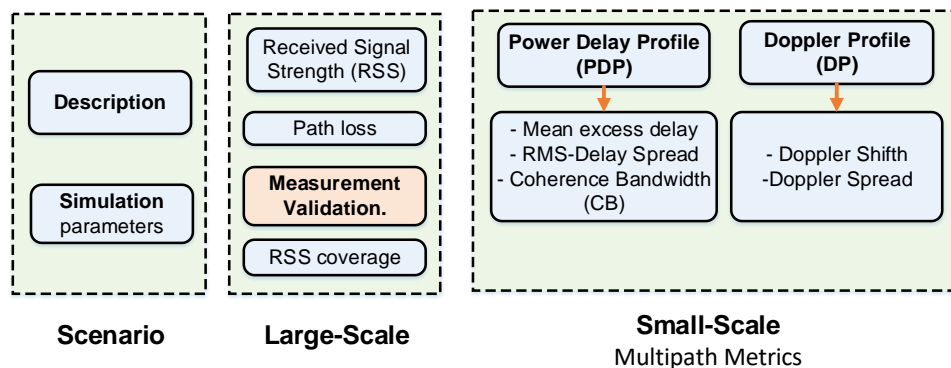 Description
Simulation
parameters
Scenario
Received Signal
Strength (RSS)
Path loss
Measurement
Validation.
RSS coverage
Large-Scale
Power Delay Profile
(PDP)
- Mean excess delay
- RMS-Delay Spread
- Coherence Bandwidth
(CB)
Doppler Profile
(DP)
- Doppler Shifth
-Doppler Spread
Small-Scale
Multipath Metrics